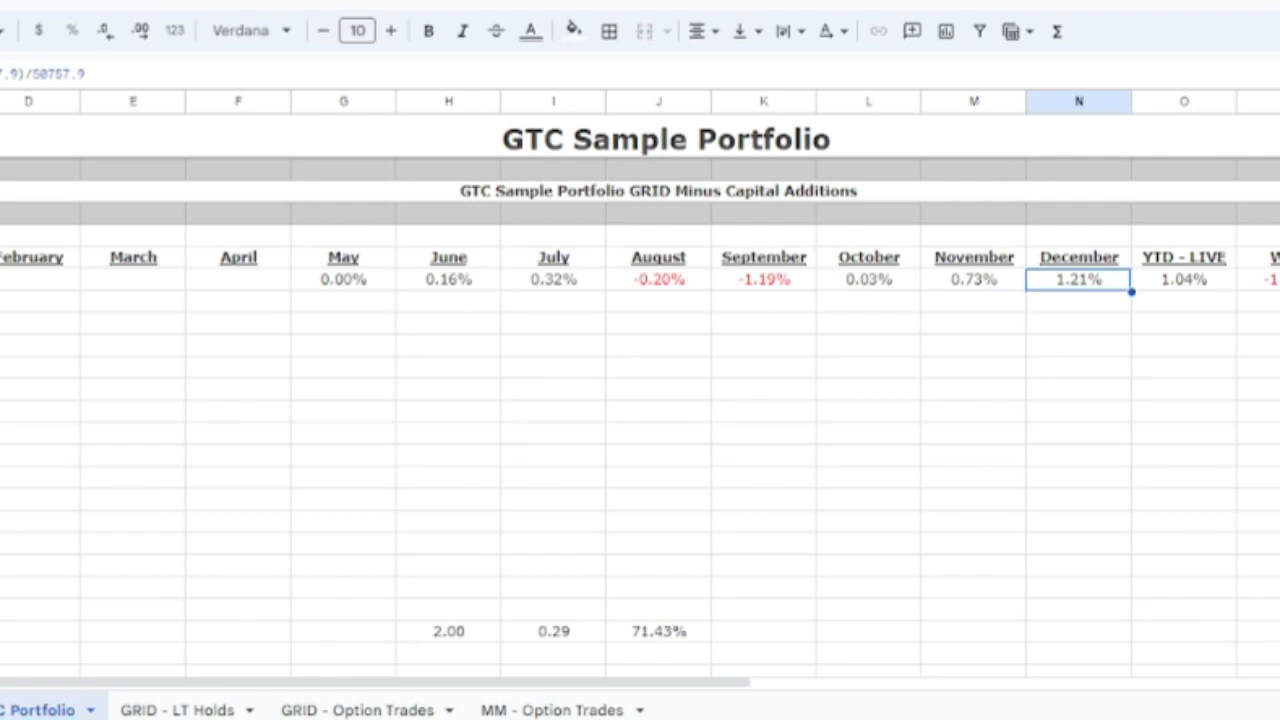 $ % .0 .00 123 Verdana - 10 + B I A Σ
7.9)/50757.9
D E F G H I J K L M N O
GTC Sample Portfolio
GTC Sample Portfolio GRID Minus Capital Additions
ebruary March April May June July August September October November December YTD - LIVE W
0.00% 0.16% 0.32% -0.20% -1.19% 0.03% 0.73% 1.21% 1.04% -1
2.00 0.29 71.43%
C Portfolio GRID - LT Holds GRID - Option Trades MM - Option Trades